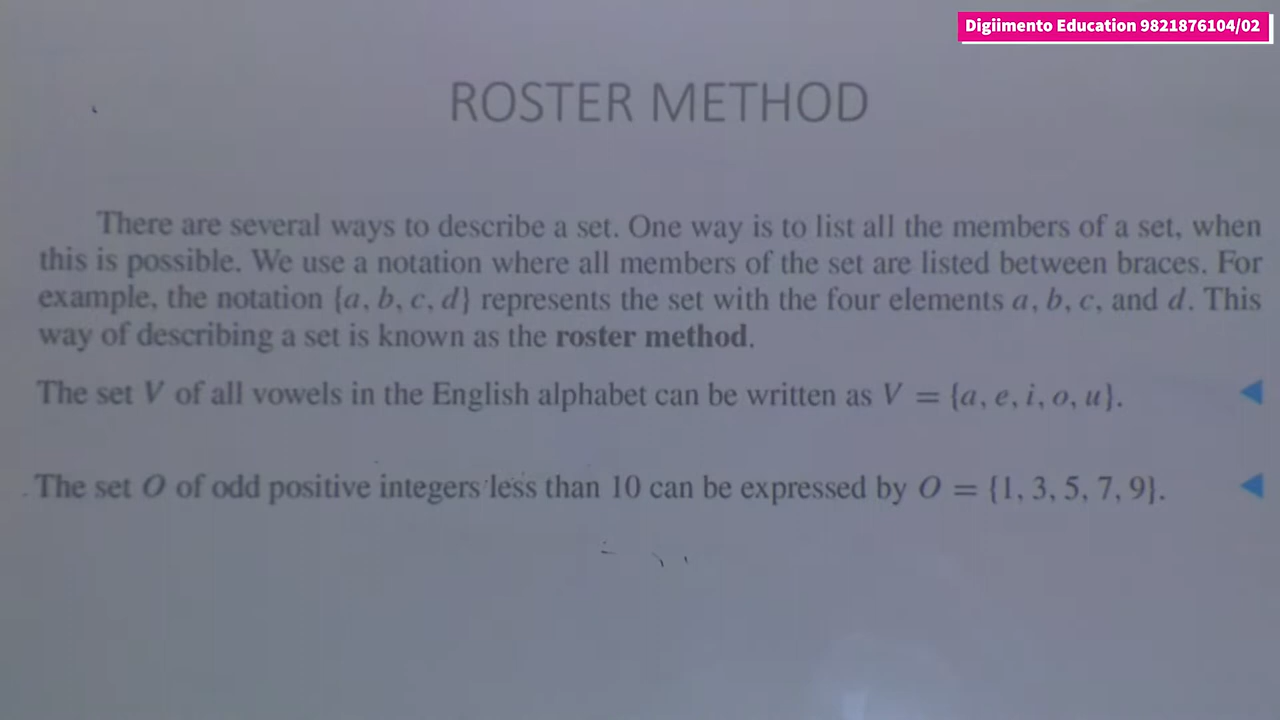 Digiimento Education 9821876104/02
ROSTER METHOD
There are several ways to describe a set. One way is to list all the members of a set, when
this is possible. We use a notation where all members of the set are listed between braces. For
example, the notation {a, b, c, d} represents the set with the four elements a, b, c, and d. This
way of describing a set is known as the roster method.
The set V of all vowels in the English alphabet can be written as V = {a, e, i, o, u}.
The set O of odd positive integers less than 10 can be expressed by O = {1, 3, 5, 7, 9}.